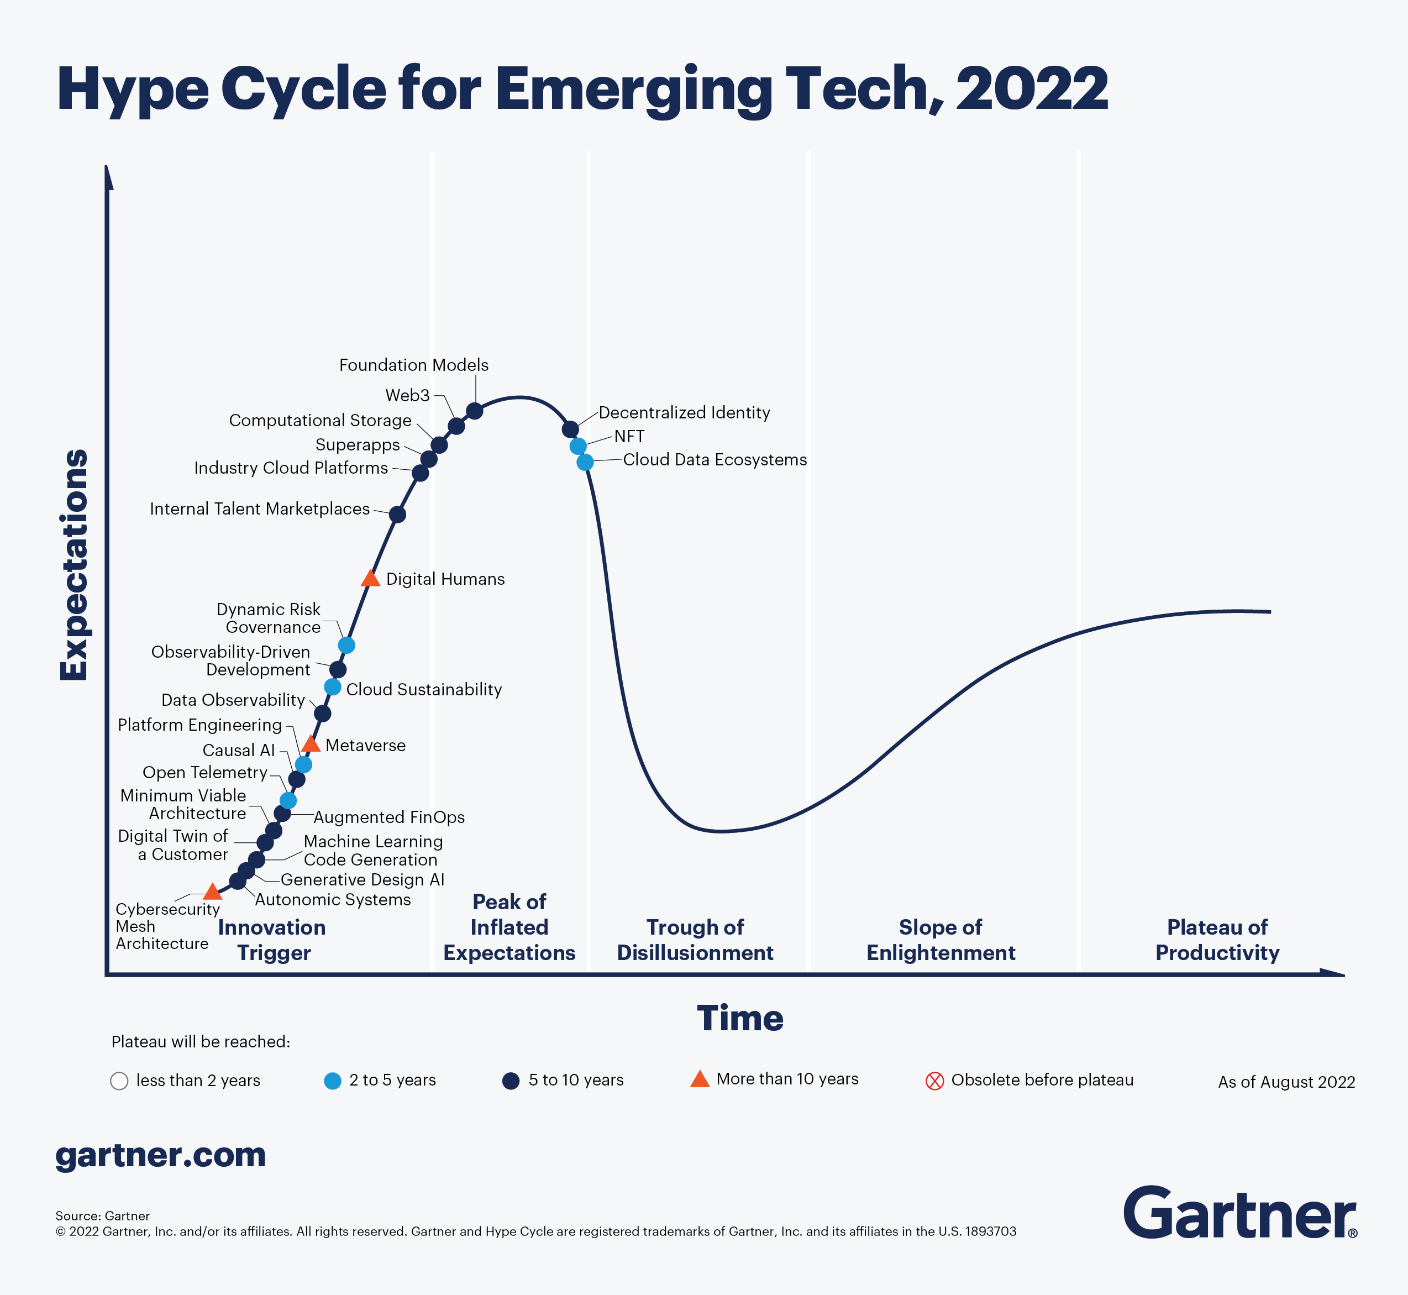 Hype Cycle for Emerging Tech, 2022
Expectations
Foundation Models
Web3
Computational Storage
Superapps
Industry Cloud Platforms
Internal Talent Marketplaces
Decentralized Identity
NFT
Cloud Data Ecosystems
Digital Humans
Dynamic Risk
Governance
Observability-Driven
Development
Cloud Sustainability
Data Observability
Platform Engineering
Metaverse
Causal AI
Open Telemetry
Minimum Viable
Architecture
Augmented FinOps
Digital Twin of
a Customer
Machine Learning
Code Generation
Generative Design AI
Autonomic Systems
Cybersecurity
Mesh
Architecture
Innovation
Trigger
Peak of
Inflated
Expectations
Trough of
Disillusionment
Slope of
Enlightenment
Plateau of
Productivity
Time
Plateau will be reached:
less than 2 years
2 to 5 years
5 to 10 years
More than 10 years
Obsolete before plateau
As of August 2022
gartner.com
Source: Gartner
© 2022 Gartner, Inc. and/or its affiliates. All rights reserved. Gartner and Hype Cycle are registered trademarks of Gartner, Inc. and its affiliates in the U.S. 1893703
Gartner®